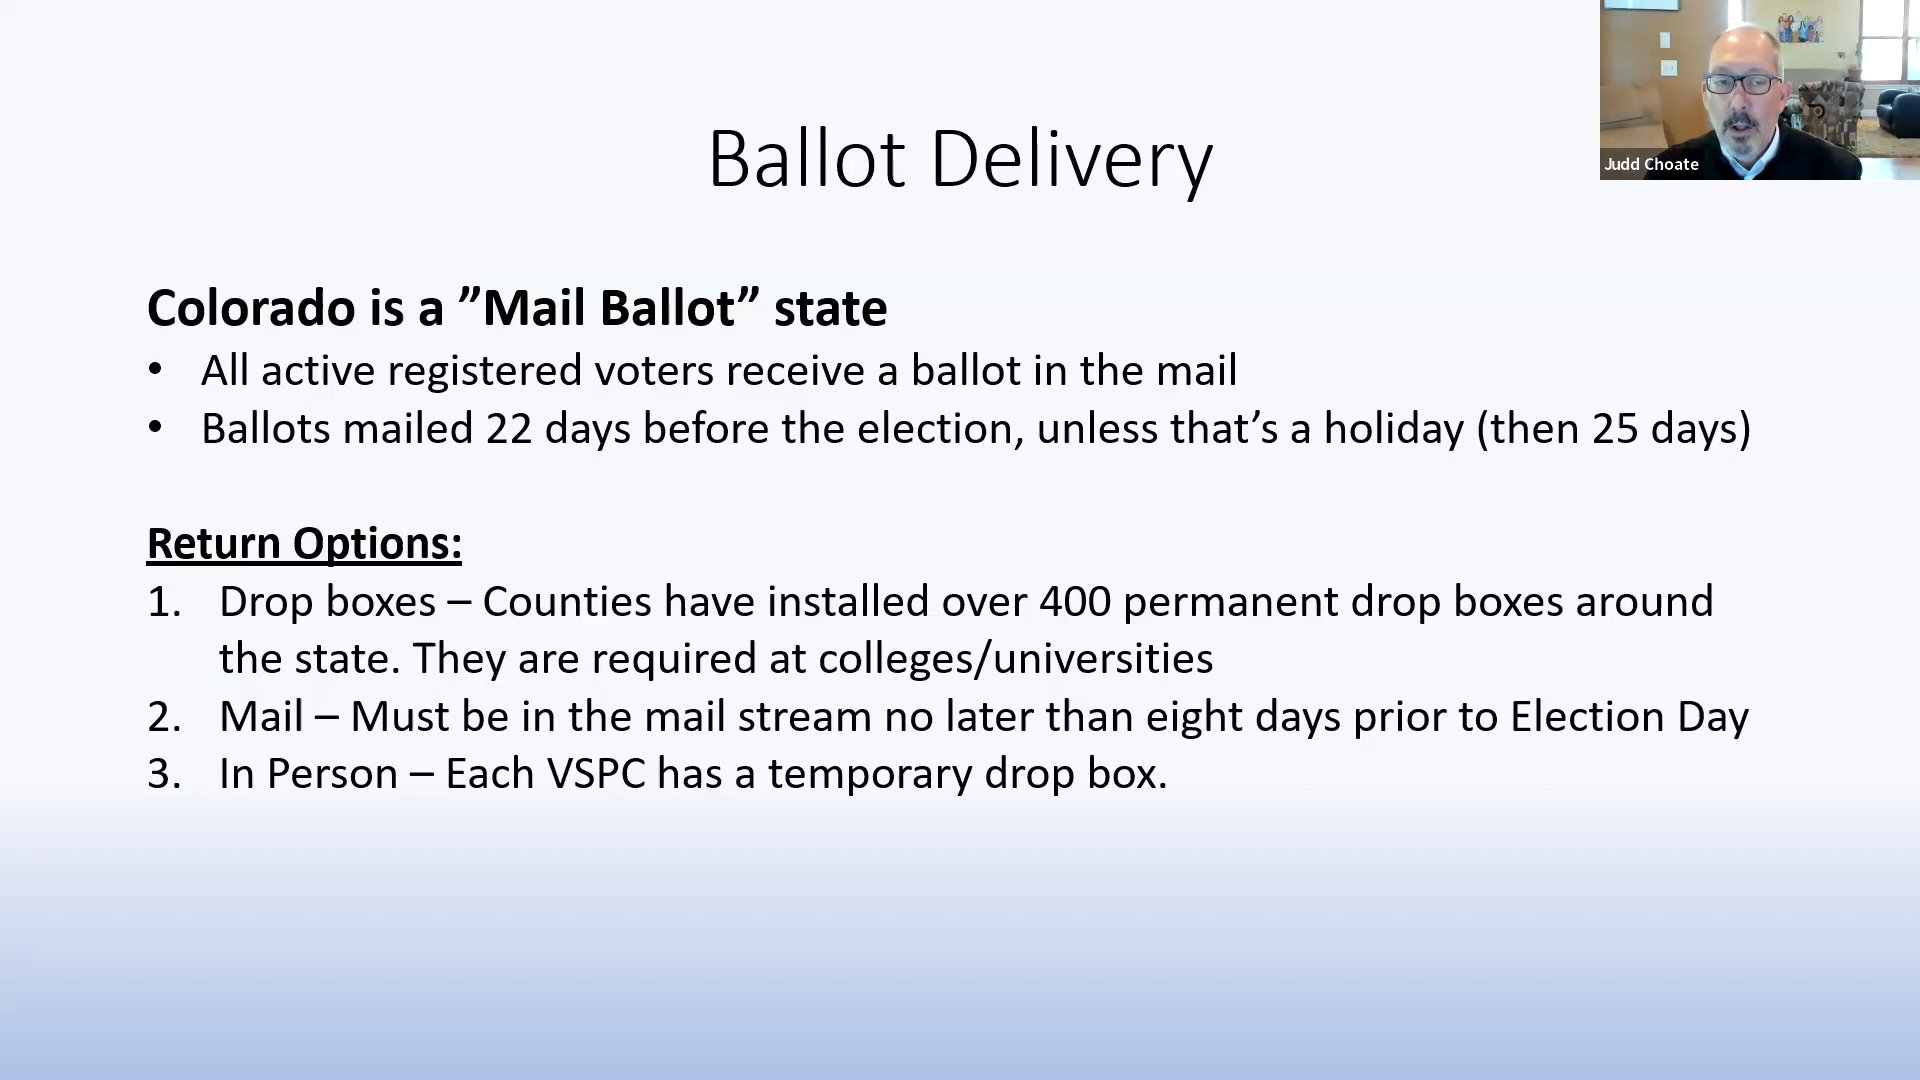 Judd Choate
Ballot Delivery
Colorado is a ”Mail Ballot” state
• All active registered voters receive a ballot in the mail
• Ballots mailed 22 days before the election, unless that’s a holiday (then 25 days)
Return Options:
1. Drop boxes – Counties have installed over 400 permanent drop boxes around
the state. They are required at colleges/universities
2. Mail – Must be in the mail stream no later than eight days prior to Election Day
3. In Person – Each VSPC has a temporary drop box.